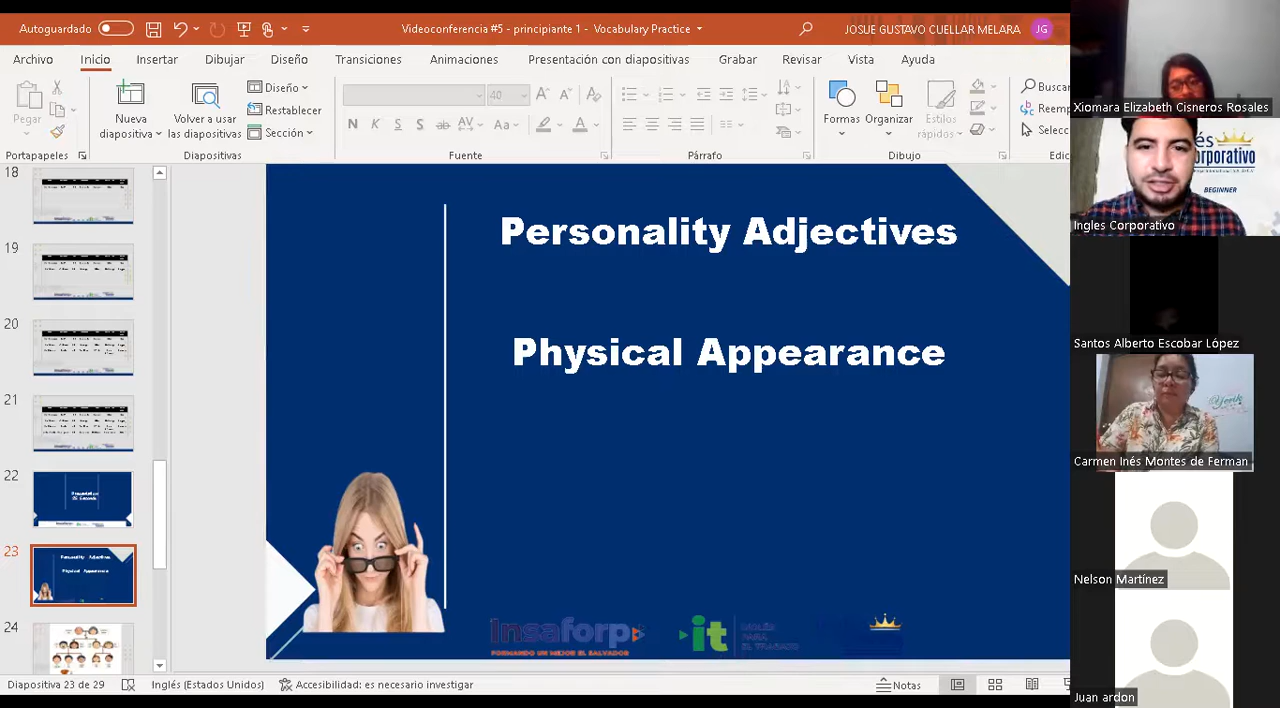 Autoguardado
Videoconferencia #5 - principiante 1 - Vocabulary Practice
JOSUE GUSTAVO CUELLAR MELARA
JG
Archivo
Inicio
Insertar
Dibujar
Diseño
Transiciones
Animaciones
Presentación con diapositivas
Grabar
Revisar
Vista
Ayuda
Pegar
Nueva
diapositiva
Volver a usar
las diapositivas
Diseño
Restablecer
Sección
40
N K S S ab AV Aa
Formas
Organizar
Estilos
rápidos
Buscar
Portapapeles
Diapositivas
Fuente
Párrafo
Dibujo
18
19
20
21
22
23
24
Personality Adjectives
Physical Appearance
Insaforp
FORMANDO UN MEJOR EL SALVADOR
it
INGLÉS
PARA
EL TRABAJO
Diapositiva 23 de 29
Inglés (Estados Unidos)
Accesibilidad: es necesario investigar
Notas
Xiomara Elizabeth Cisneros Rosales
orporativo
BEGINNER
Ingles Corporativo
Santos Alberto Escobar López
Carmen Inés Montes de Ferman
Nelson Martínez
Juan ardon